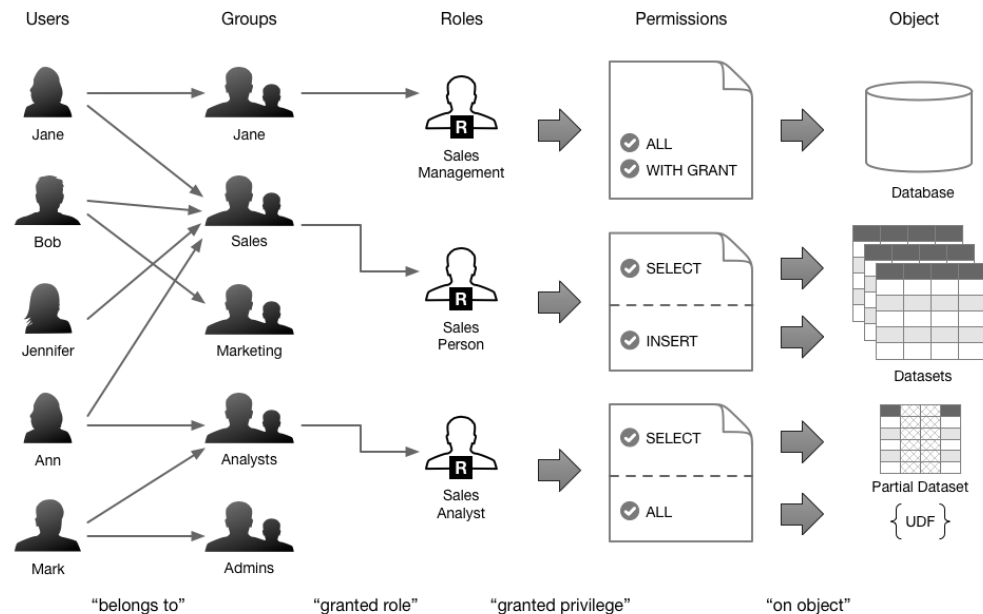 Users
Groups
Roles
Permissions
Object
Jane
Jane
R
Sales
Management
ALL
WITH GRANT
Database
Bob
Sales
R
Sales
Person
SELECT
INSERT
Datasets
Jennifer
Marketing
Ann
Analysts
R
Sales
Analyst
SELECT
ALL
Partial Dataset
{UDF}
Mark
Admins
“belongs to”
“granted role”
“granted privilege”
“on object”